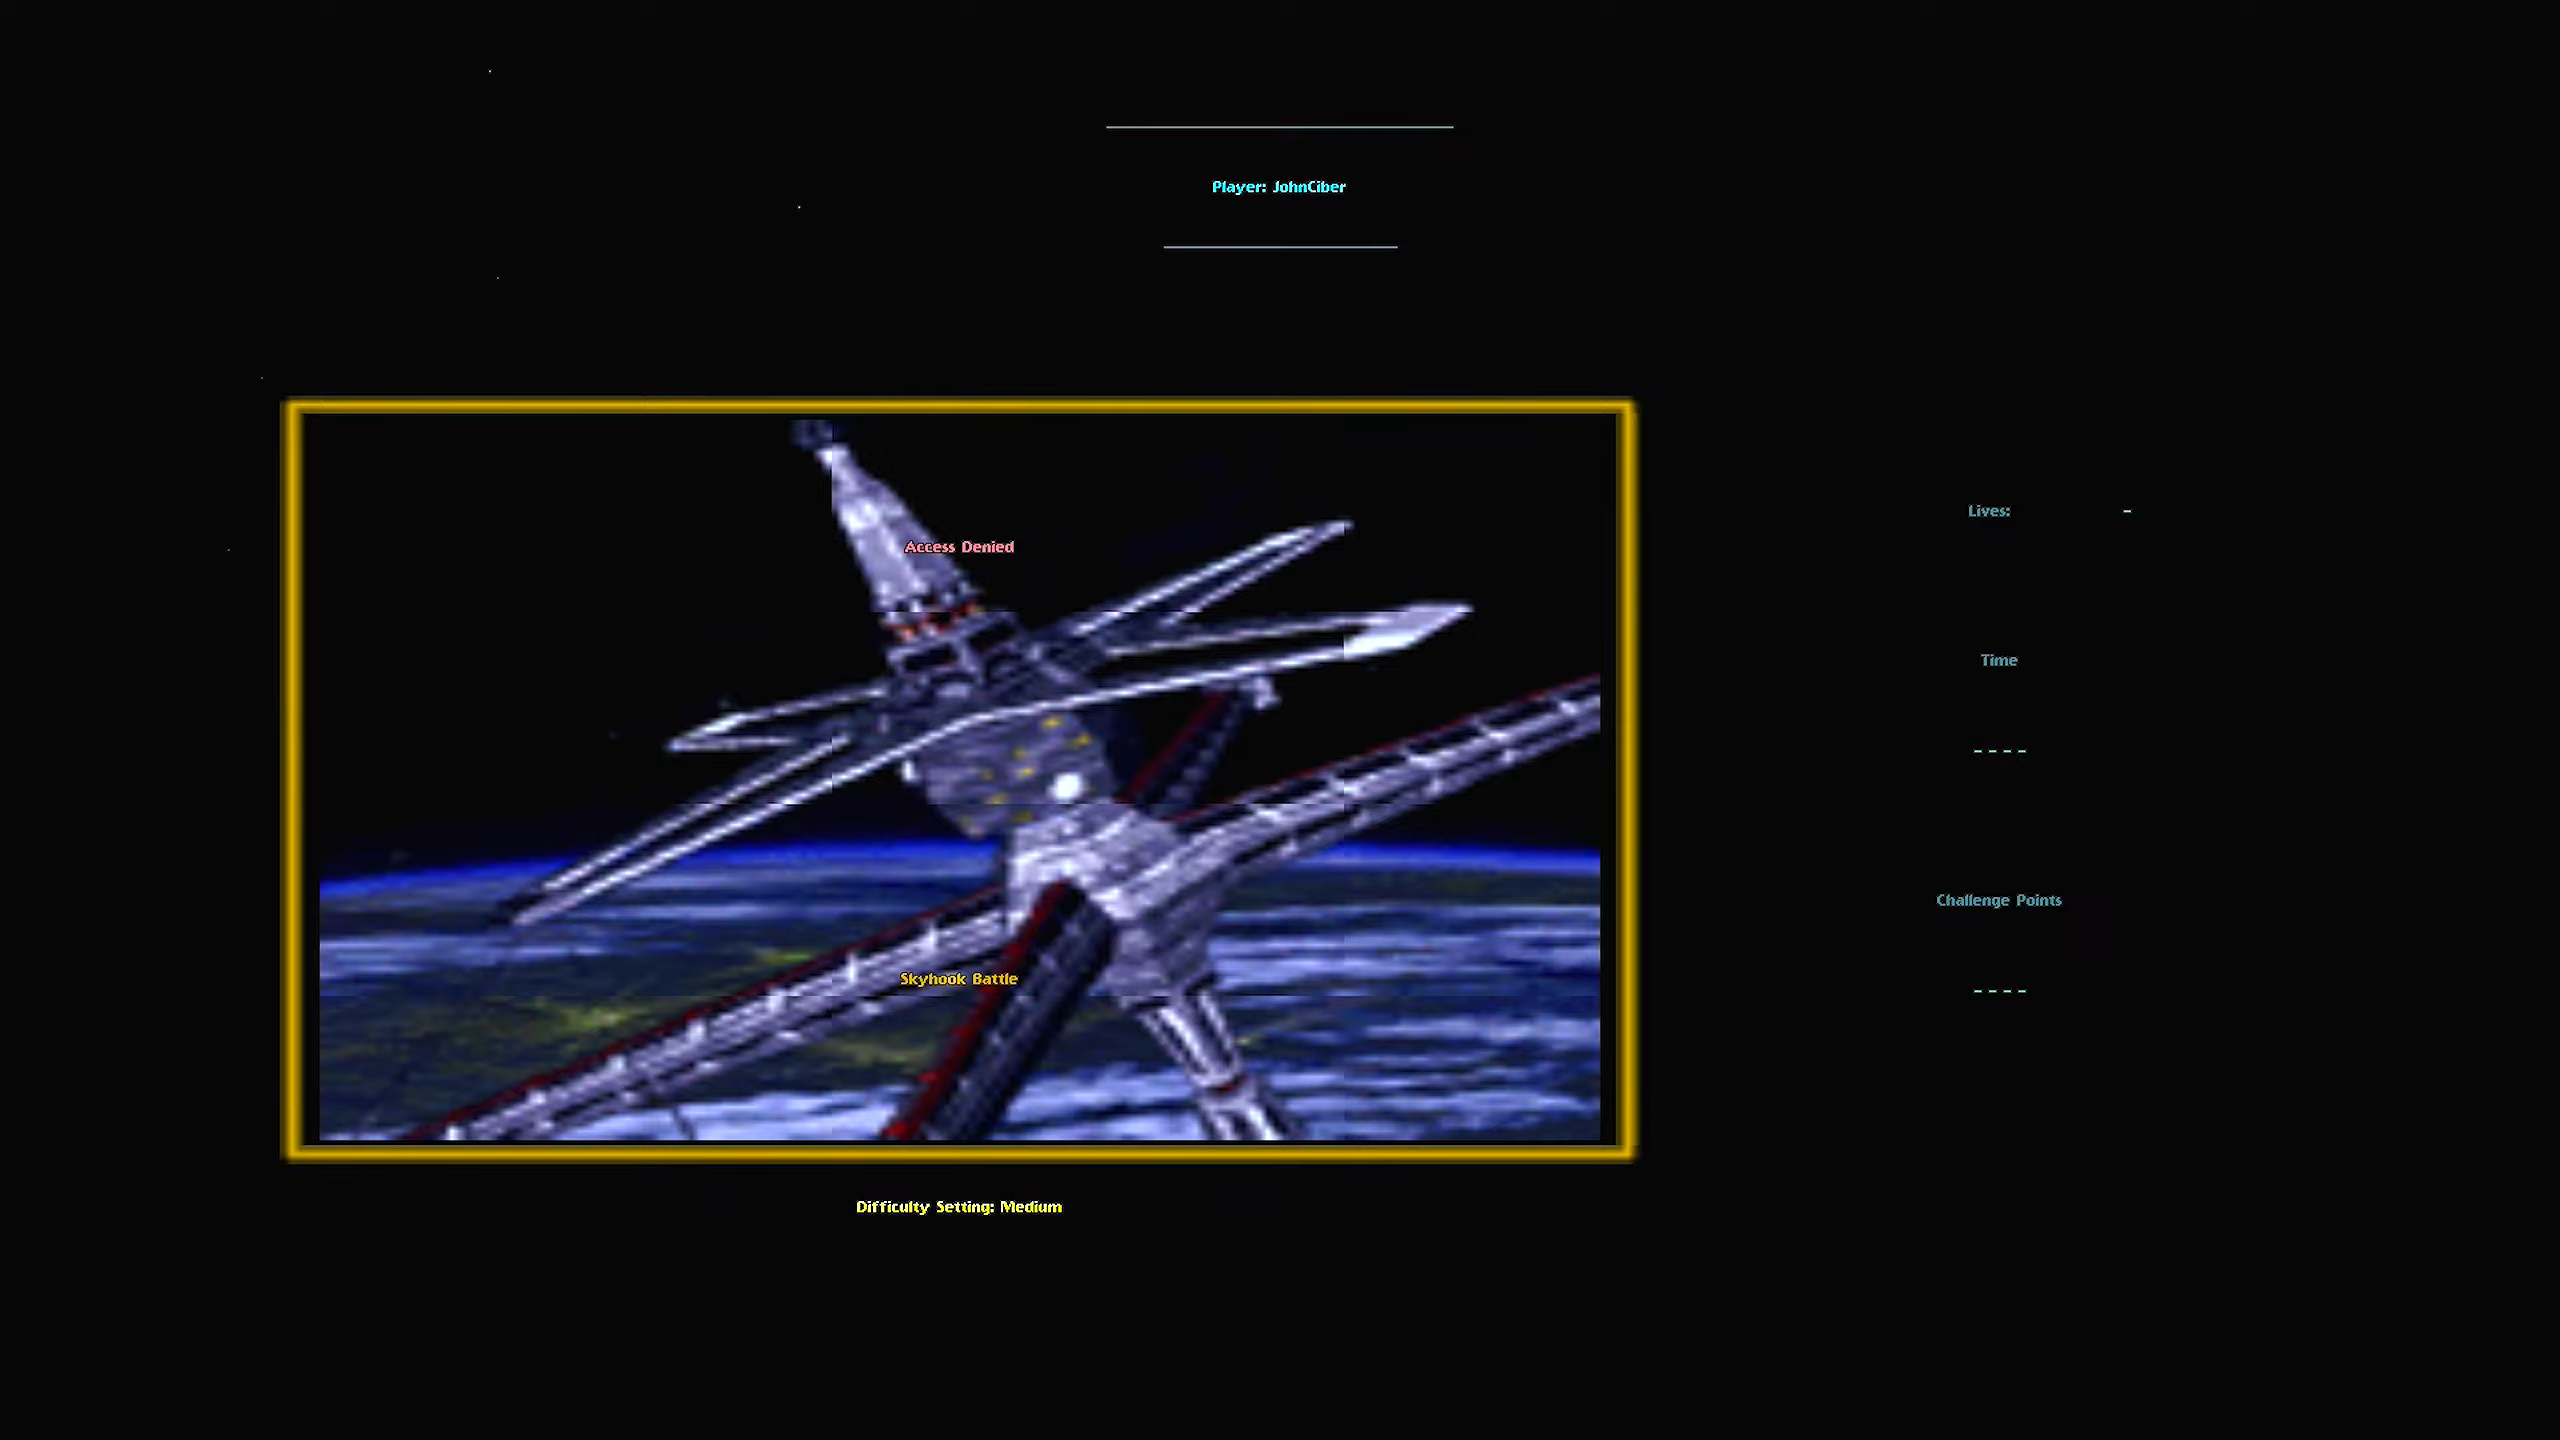 Player: JohnCiber
Access Denied
Skyhook Battle
Difficulty Setting: Medium
Lives: -
Time
- - - -
Challenge Points
- - - -